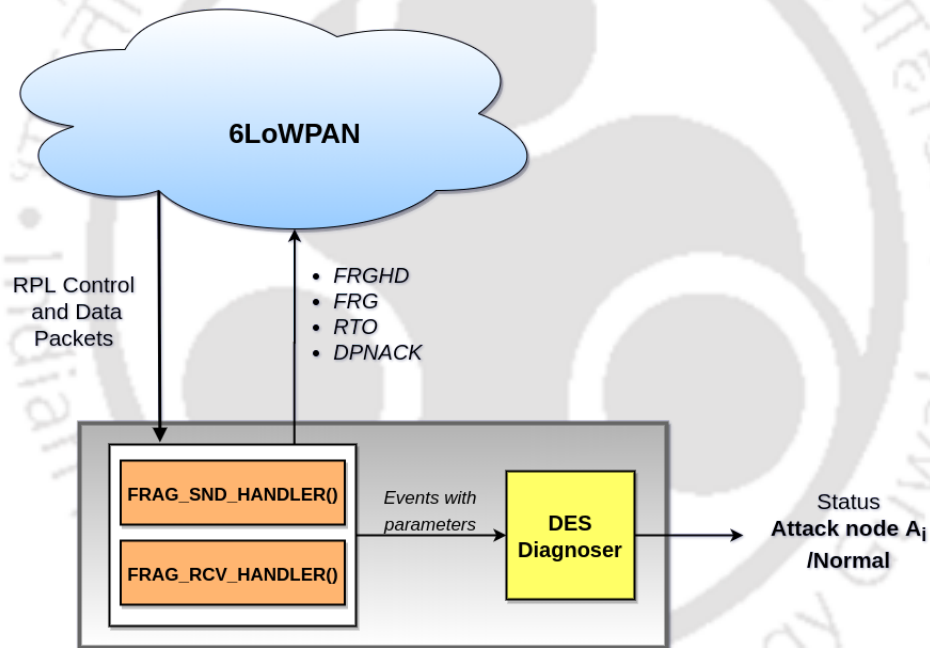 6LoWPAN
RPL Control
and Data
Packets
• FRGHD
• FRG
• RTO
• DPNACK
FRAG_SND_HANDLER()
FRAG_RCV_HANDLER()
Events with
parameters
DES
Diagnoser
Status
Attack node Aᵢ
/Normal